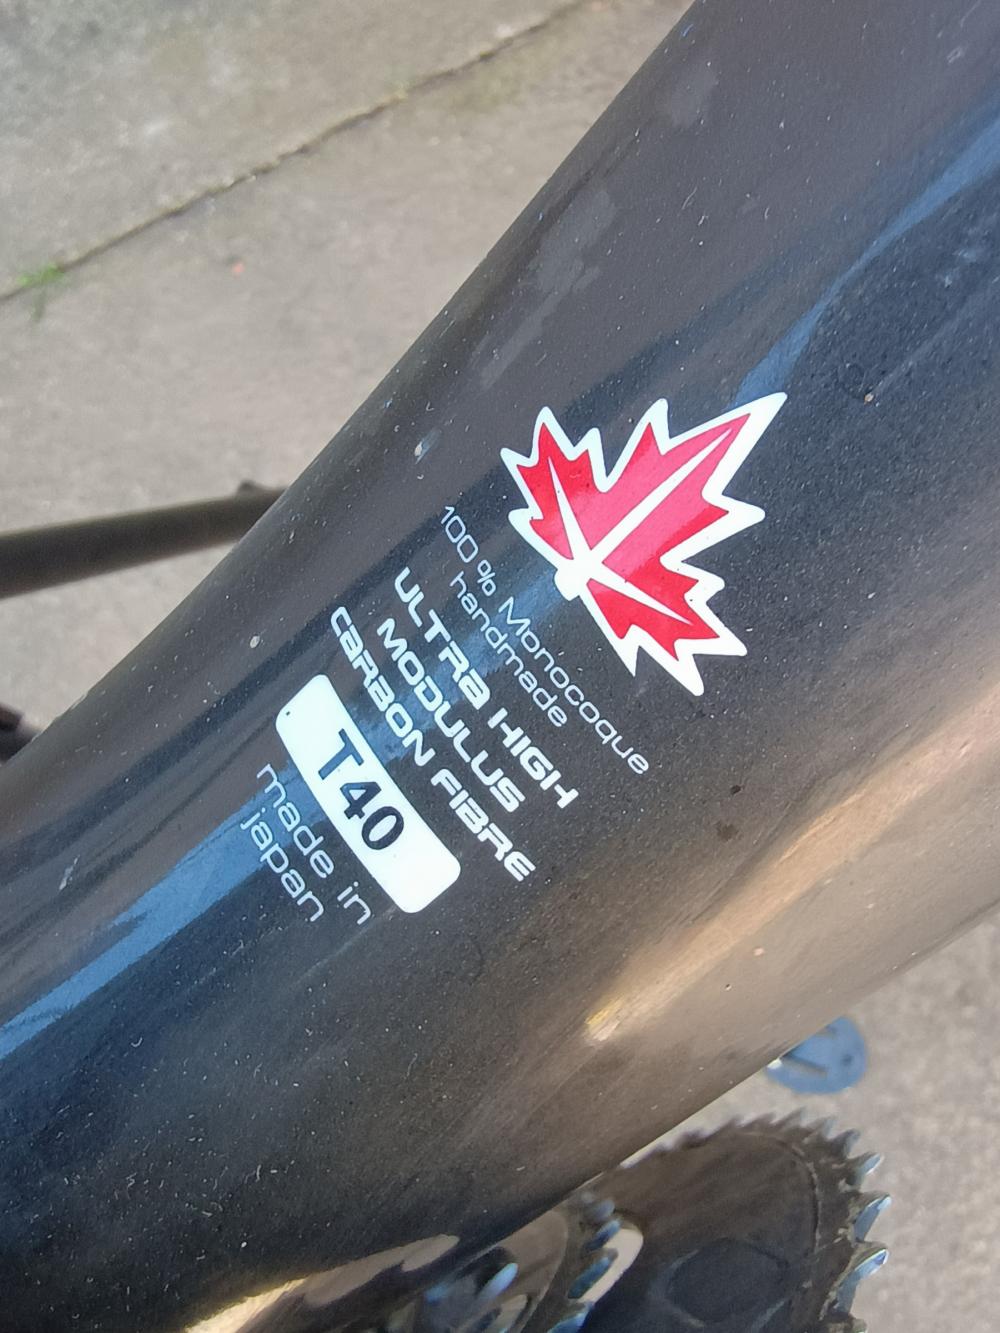 100% Monocoque
handmade
ULTRA HIGH
MODULUS
CARBON FIBRE
T40
made in
japan